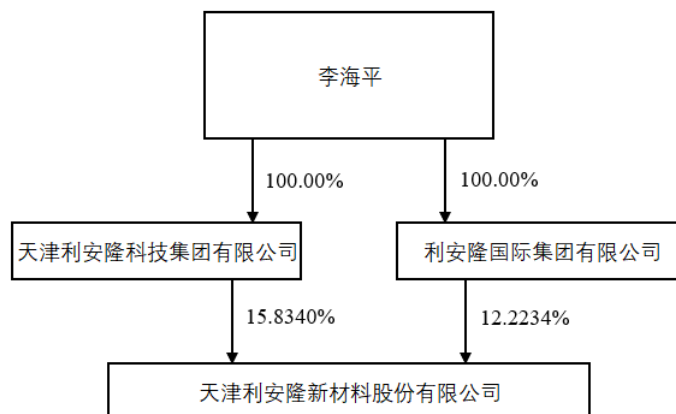 李海平
100.00%
100.00%
天津利安隆科技集团有限公司
利安隆国际集团有限公司
15.8340%
12.2234%
天津利安隆新材料股份有限公司